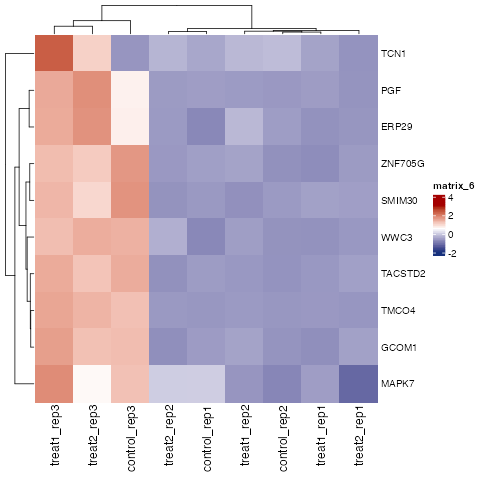 TCN1
PGF
ERP29
ZNF705G
SMIM30
WWC3
TACSTD2
TMCO4
GCOM1
MAPK7
matrix_6
4
2
0
-2
treat1_rep3
treat2_rep3
control_rep3
treat2_rep2
control_rep1
treat1_rep2
control_rep2
treat1_rep1
treat2_rep1